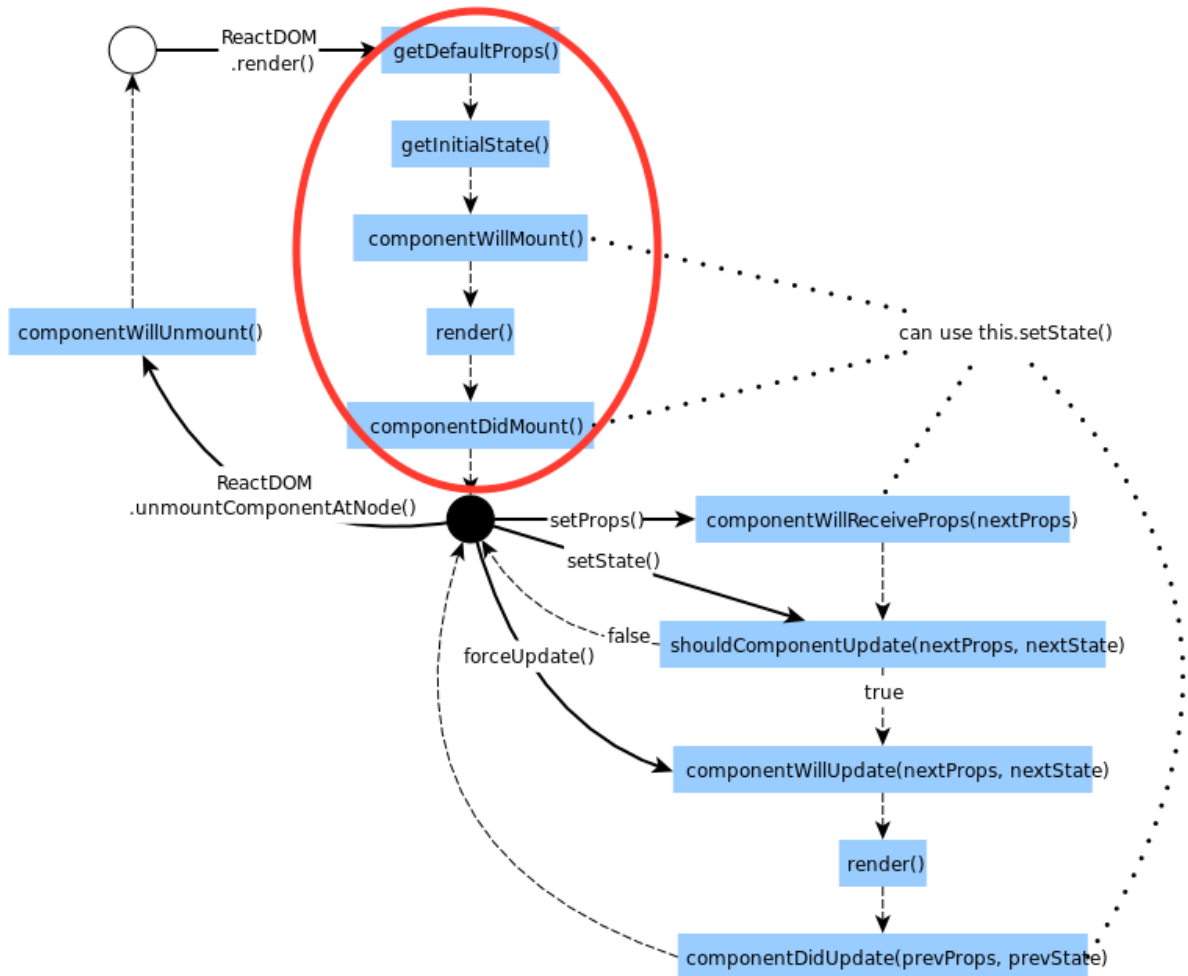 ReactDOM
.render()
getDefaultProps()
getInitialState()
componentWillMount()
componentWillUnmount()
render()
can use this.setState()
componentDidMount()
ReactDOM
.unmountComponentAtNode()
setProps()
componentWillReceiveProps(nextProps)
setState()
false
shouldComponentUpdate(nextProps, nextState)
forceUpdate()
true
componentWillUpdate(nextProps, nextState)
render()
componentDidUpdate(prevProps, prevState)